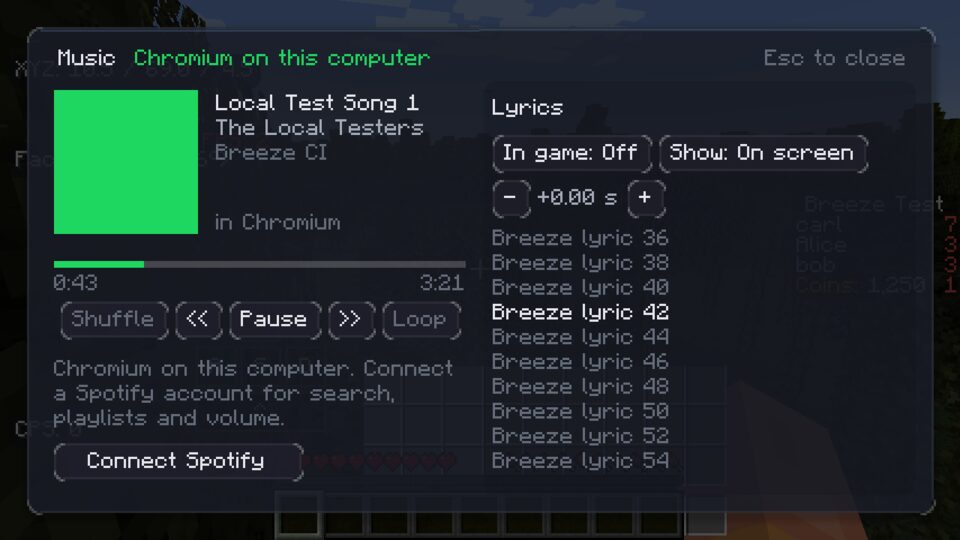 Music Chromium on this computer
Esc to close
Local Test Song 1
The Local Testers
Breeze CI
in Chromium
0:43
3:21
Shuffle
<<
Pause
>>
Loop
Chromium on this computer. Connect
a Spotify account for search,
playlists and volume.
Connect Spotify
Lyrics
In game: Off
Show: On screen
-
+0.00 s
+
Breeze lyric 36
Breeze lyric 38
Breeze lyric 40
Breeze lyric 42
Breeze lyric 44
Breeze lyric 46
Breeze lyric 48
Breeze lyric 50
Breeze lyric 52
Breeze lyric 54
Breeze Test
carl 7
Alice 3
bob 3
Coins: 1,250 1